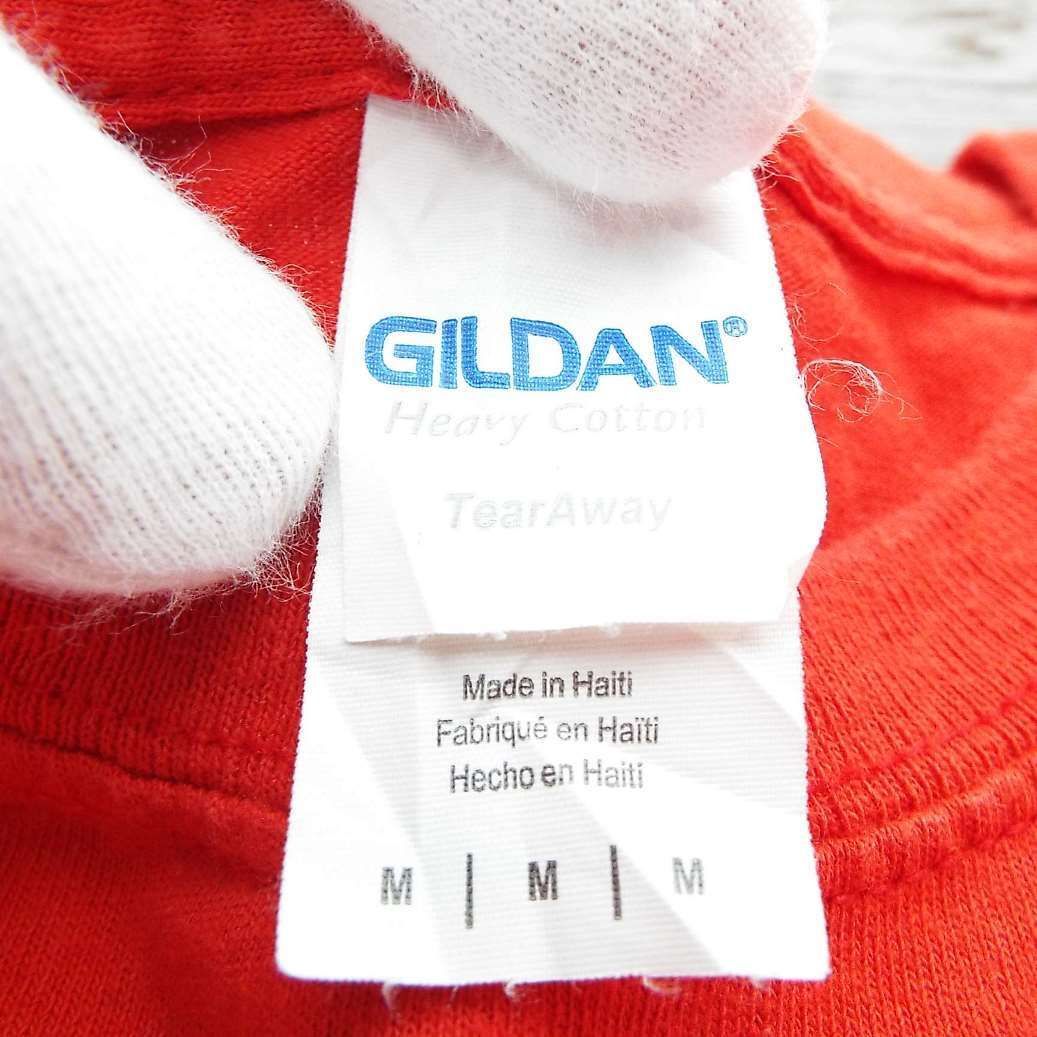 GILDAN®
Heavy Cotton
TearAway
Made in Haiti
Fabriqué en Haïti
Hecho en Haiti
M | M | M